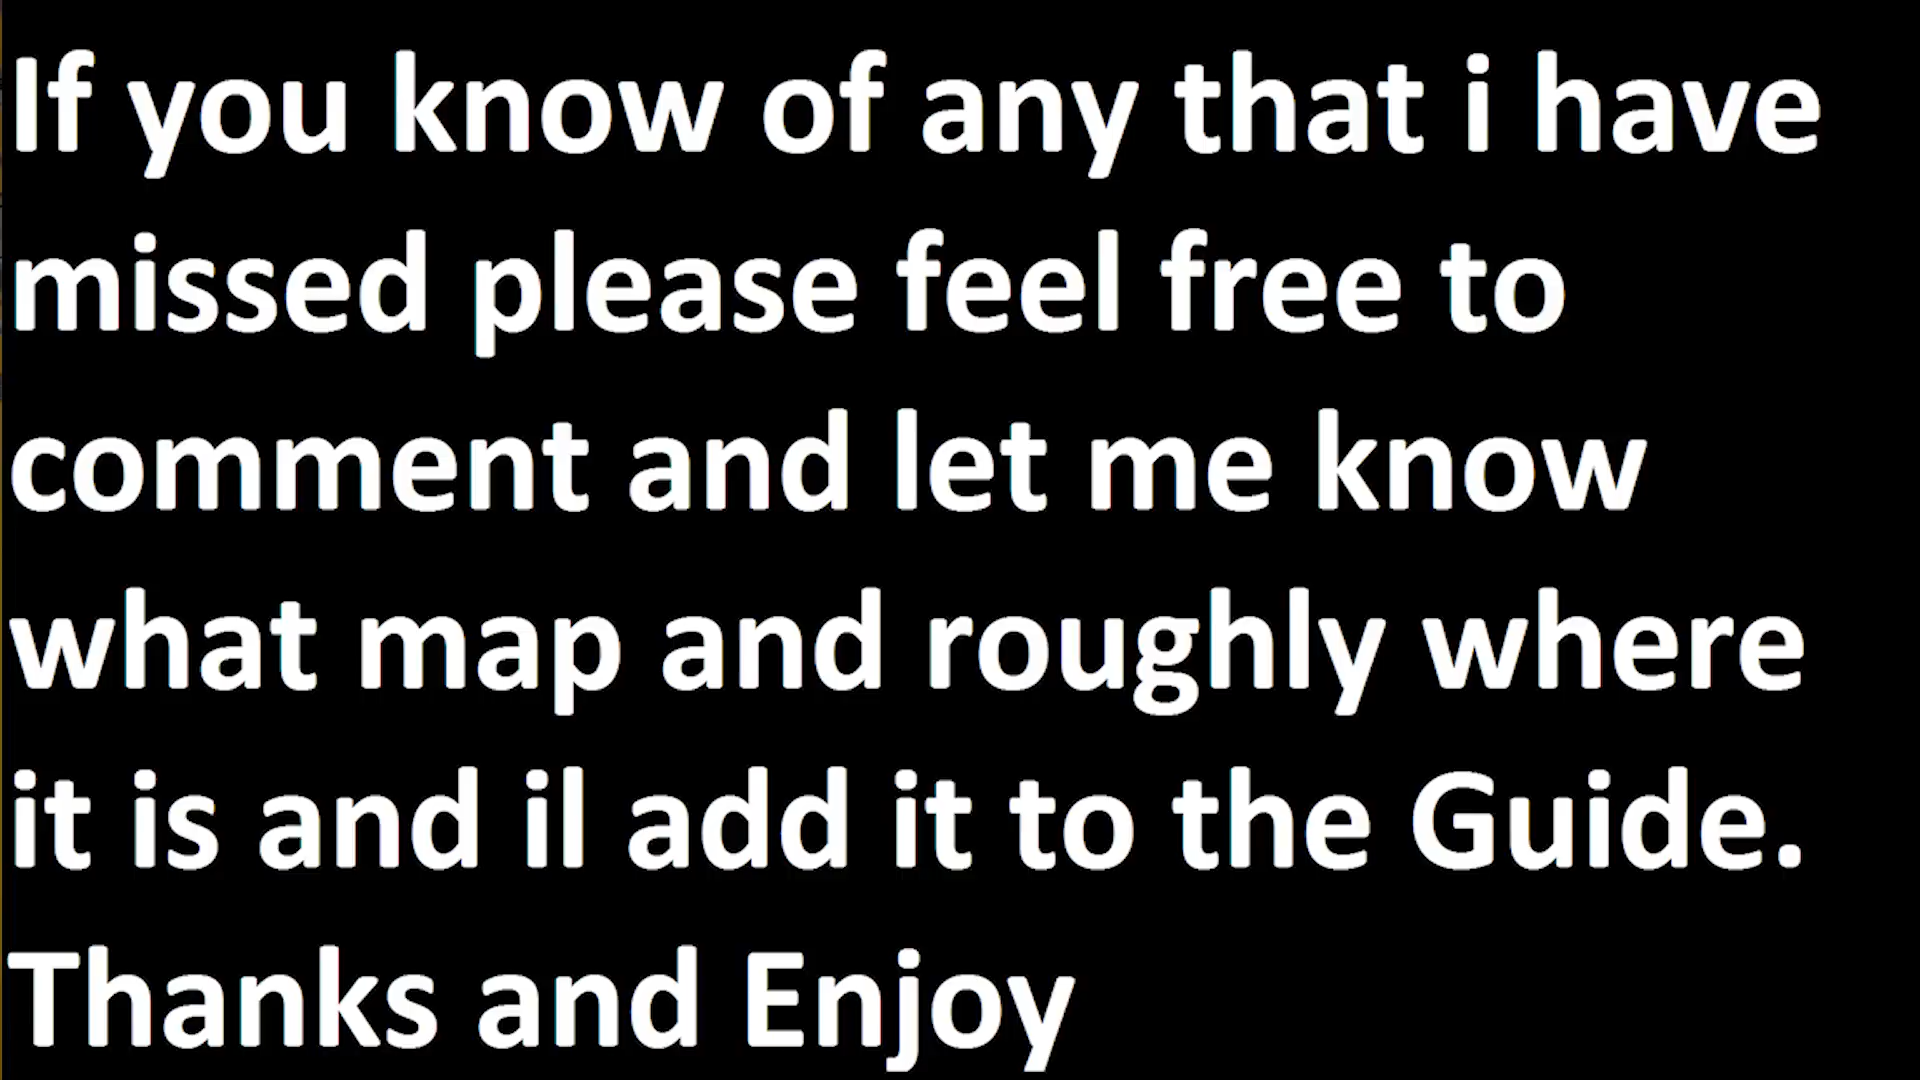 If you know of any that i have
missed please feel free to
comment and let me know
what map and roughly where
it is and il add it to the Guide.
Thanks and Enjoy